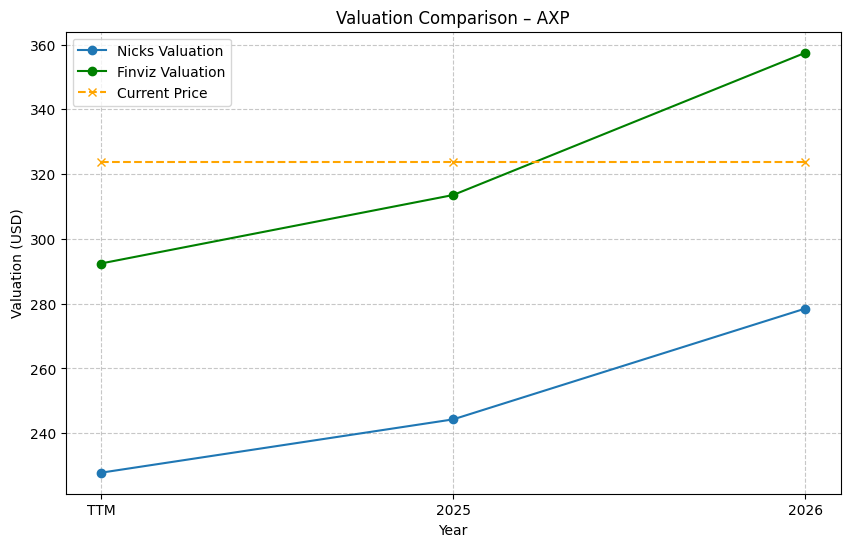 Valuation Comparison – AXP
Nicks Valuation
Finviz Valuation
Current Price
Valuation (USD)
360
340
320
300
280
260
240
TTM
2025
2026
Year